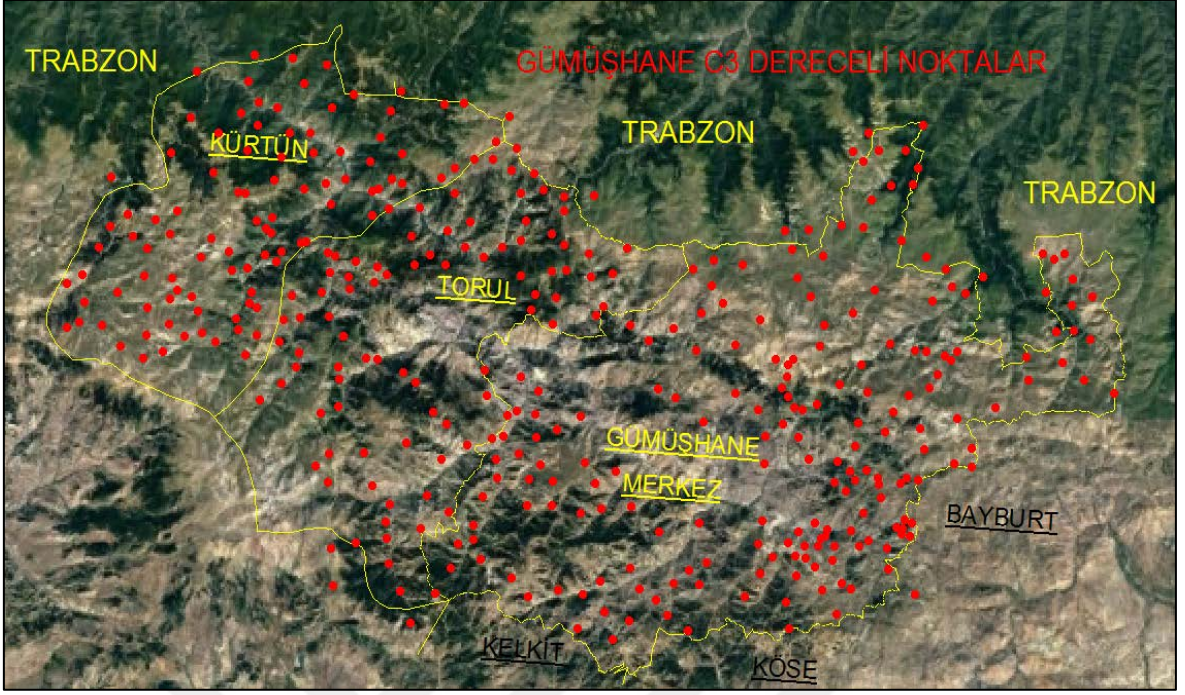 TRABZON
GÜMÜŞHANE C3 DERECELİ NOKTALAR
KÜRTÜN
TRABZON
TRABZON
TORUL
GÜMÜŞHANE
MERKEZ
BAYBURT
KELKİT
KÖSE